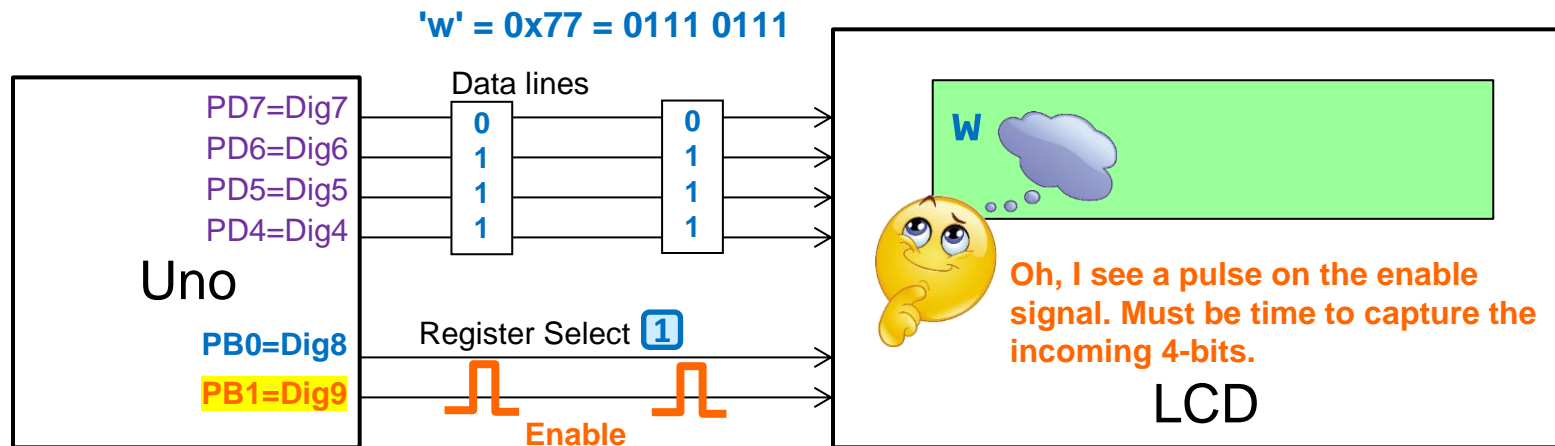 'w' = 0x77 = 0111 0111
Data lines
PD7=Dig7
PD6=Dig6
PD5=Dig5
PD4=Dig4
0
1
1
1
0
1
1
1
Uno
PB0=Dig8
PB1=Dig9
Register Select 1
Enable
w
Oh, I see a pulse on the enable
signal. Must be time to capture the
incoming 4-bits.
LCD